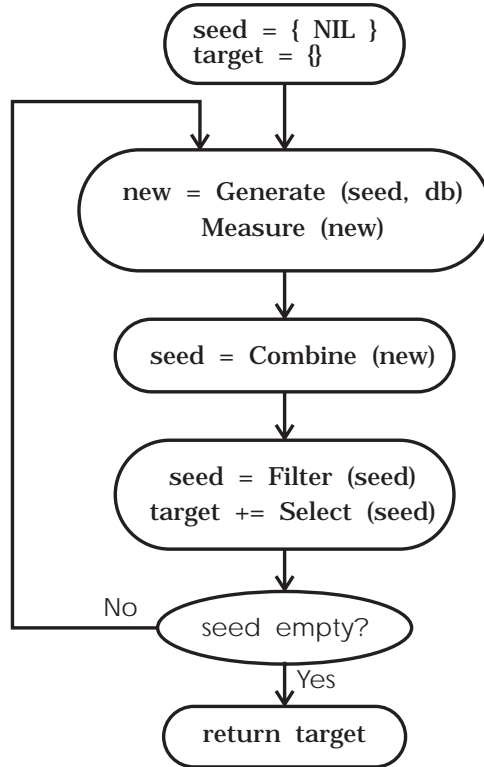 seed = { NIL }
target = {}
new = Generate (seed, db)
Measure (new)
seed = Combine (new)
seed = Filter (seed)
target += Select (seed)
No
seed empty?
Yes
return target